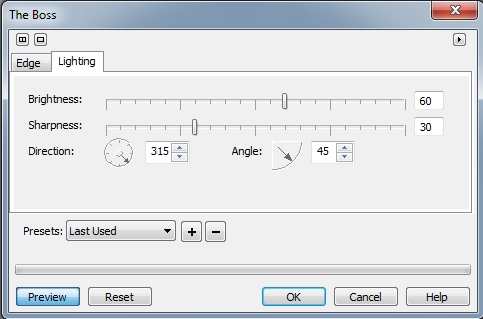 The Boss
Edge Lighting
Brightness: 60
Sharpness: 30
Direction: 315 Angle: 45
Presets: Last Used
Preview Reset OK Cancel Help